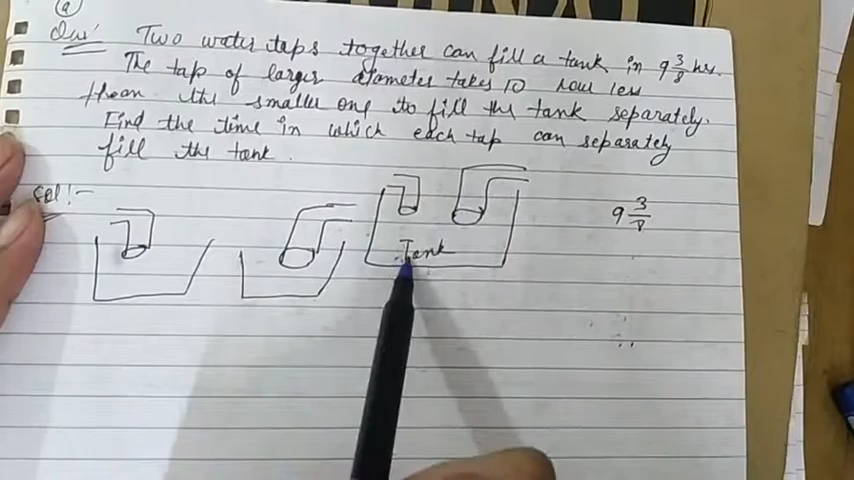 (a)
Que:- Two water taps together can fill a tank in 9 3/8 hrs.
The tap of larger diameter takes 10 hour less
than the smaller one to fill the tank separately.
Find the time in which each tap can separately
fill the tank.
Sol:-
9 3/8
Tank